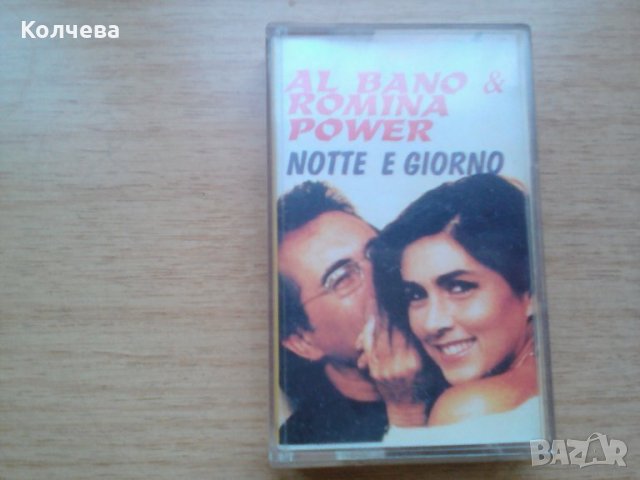 Колчева
AL BANO &
ROMINA
POWER
NOTTE E GIORNO
BAZAR